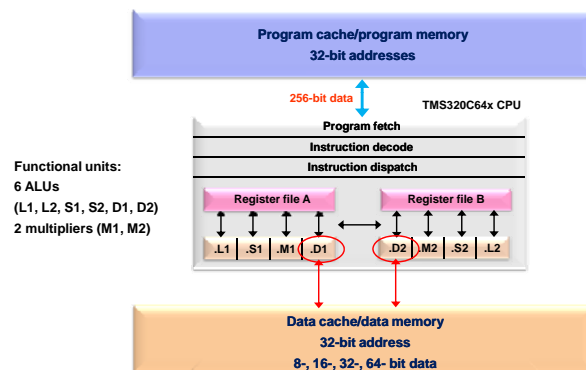 Program cache/program memory
32-bit addresses
256-bit data
TMS320C64x CPU
Program fetch
Instruction decode
Instruction dispatch
Functional units:
6 ALUs
(L1, L2, S1, S2, D1, D2)
2 multipliers (M1, M2)
Register file A
Register file B
.L1 .S1 .M1 .D1 .D2 .M2 .S2 .L2
Data cache/data memory
32-bit address
8-, 16-, 32-, 64- bit data